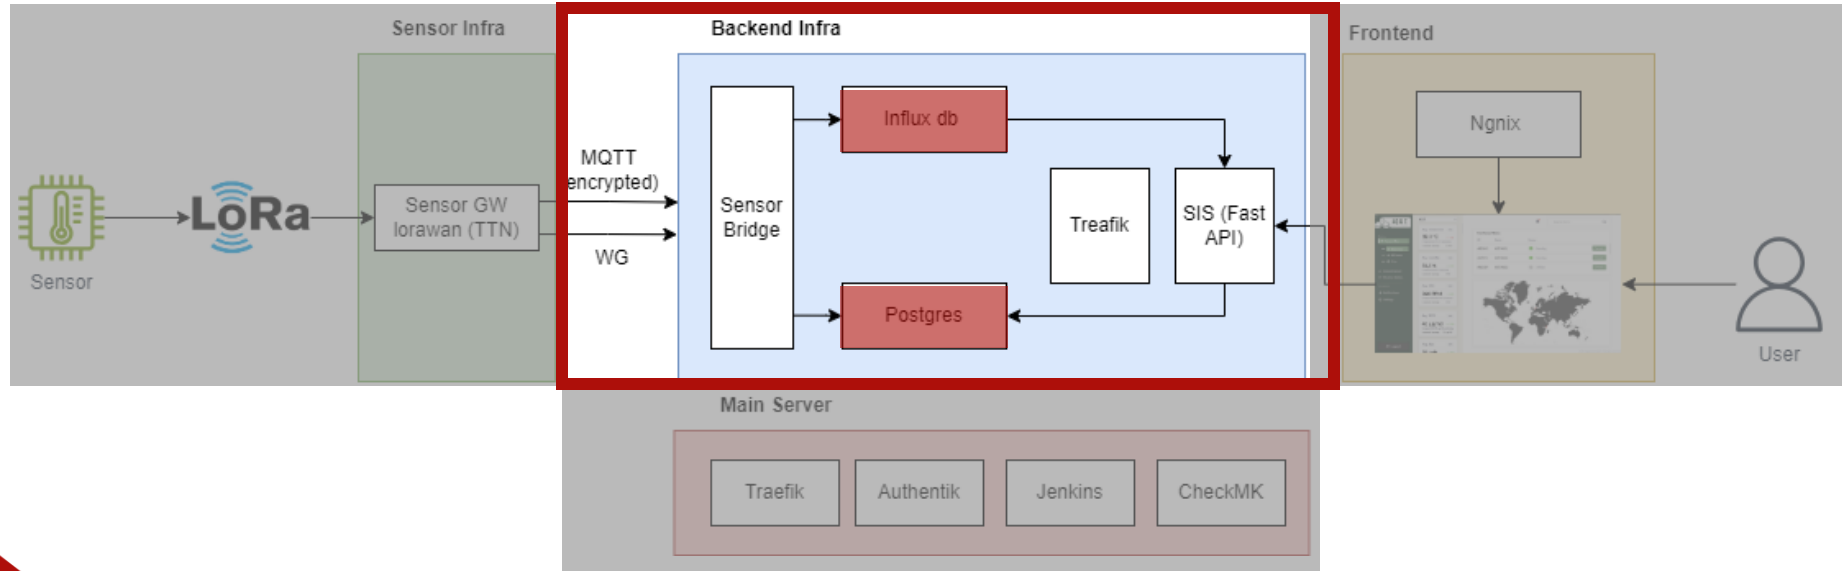 Sensor Infra
Backend Infra
Frontend
Sensor
LoRa
Sensor GW
lorawan (TTN)
MQTT
encrypted)
WG
Sensor
Bridge
Influx db
Postgres
Treafik
SIS (Fast
API)
Ngnix
User
Main Server
Traefik
Authentik
Jenkins
CheckMK